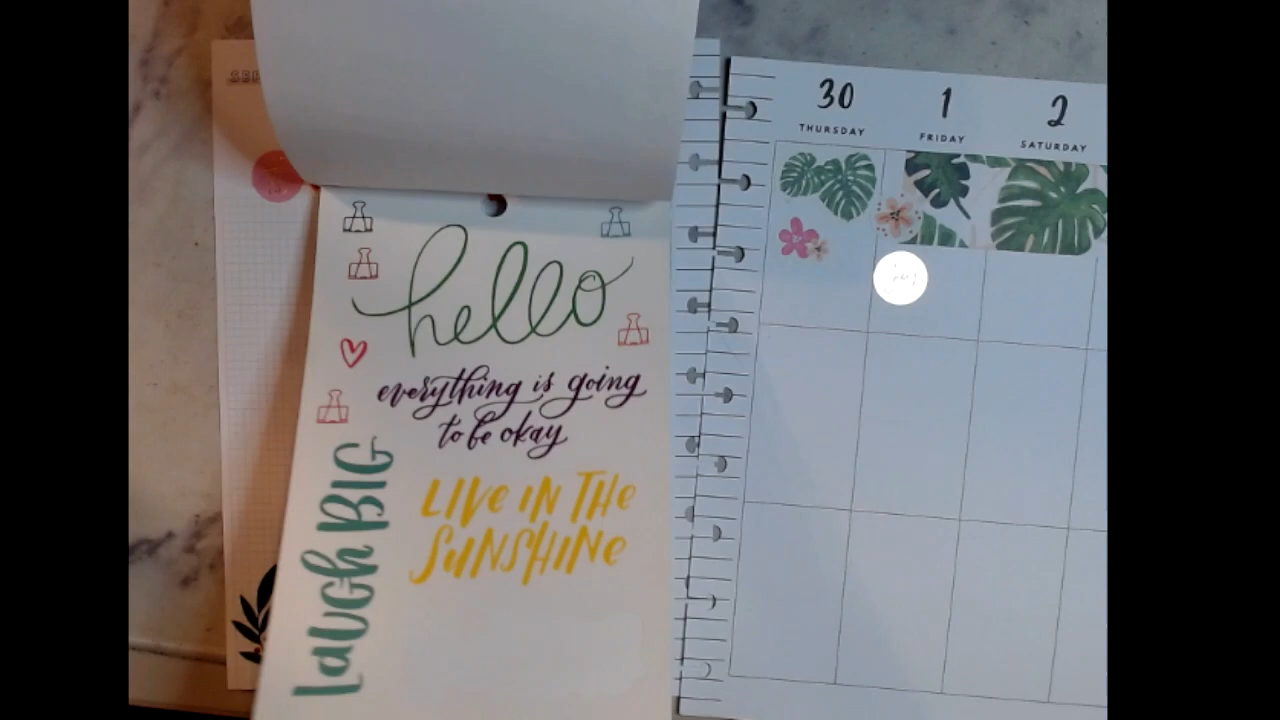 SEP
30
THURSDAY
1
FRIDAY
2
SATURDAY
hello
everything is going
to be okay
LIVE IN THE
SUNSHINE
LAUGH BIG